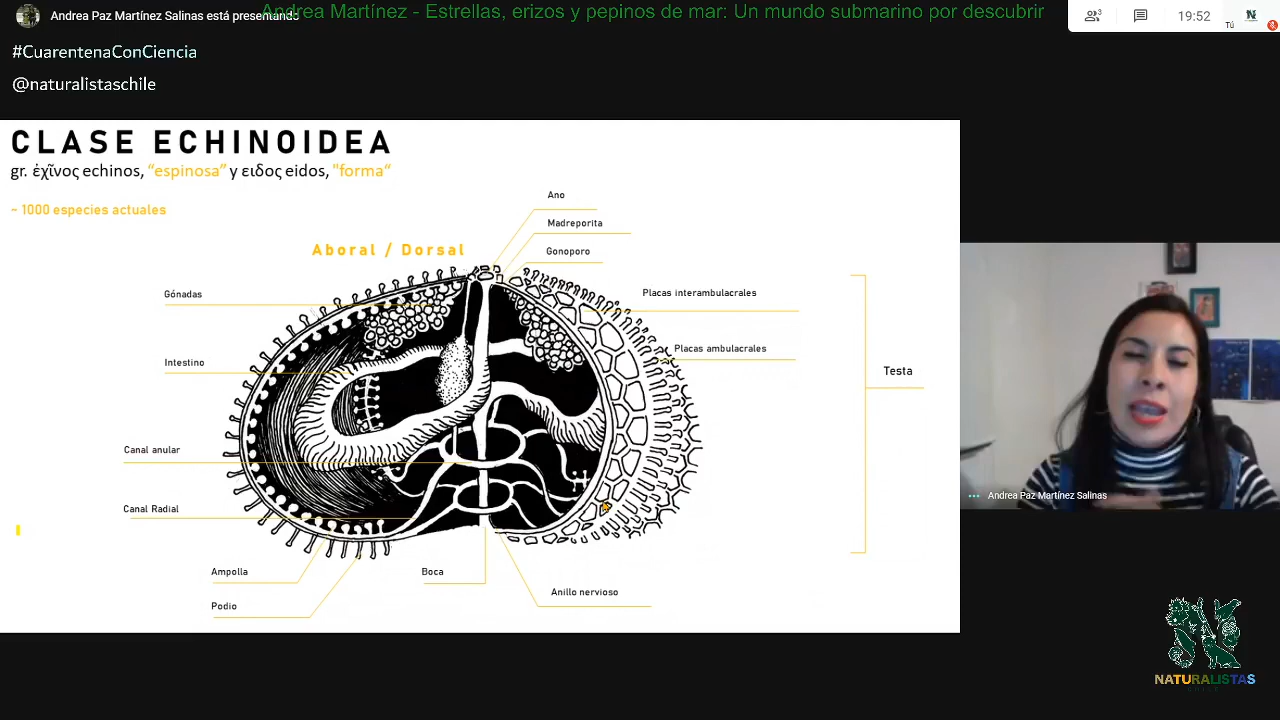 Andrea Paz Martínez Salinas está presentando
Andrea Martínez - Estrellas, erizos y pepinos de mar: Un mundo submarino por descubrir
3
19:52
Tú
#CuarentenaConCiencia
@naturalistaschile
CLASE ECHINOIDEA
gr. ἐχῖνος echinos, “espinosa” y ειδος eidos, "forma“
~ 1000 especies actuales
Aboral / Dorsal
Ano
Madreporita
Gonoporo
Gónadas
Placas interambulacrales
Intestino
Placas ambulacrales
Testa
Canal anular
Canal Radial
Ampolla
Boca
Anillo nervioso
Podio
Andrea Paz Martínez Salinas
NATURALISTAS
CHILE